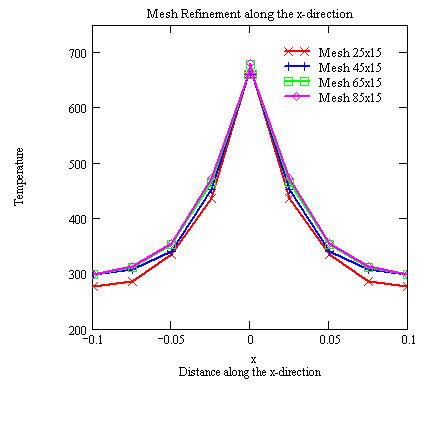 Mesh Refinement along the x-direction
700
600
500
400
300
200
Temperature
Mesh 25x15
Mesh 45x15
Mesh 65x15
Mesh 85x15
−0.1
−0.05
0
0.05
0.1
x
Distance along the x-direction